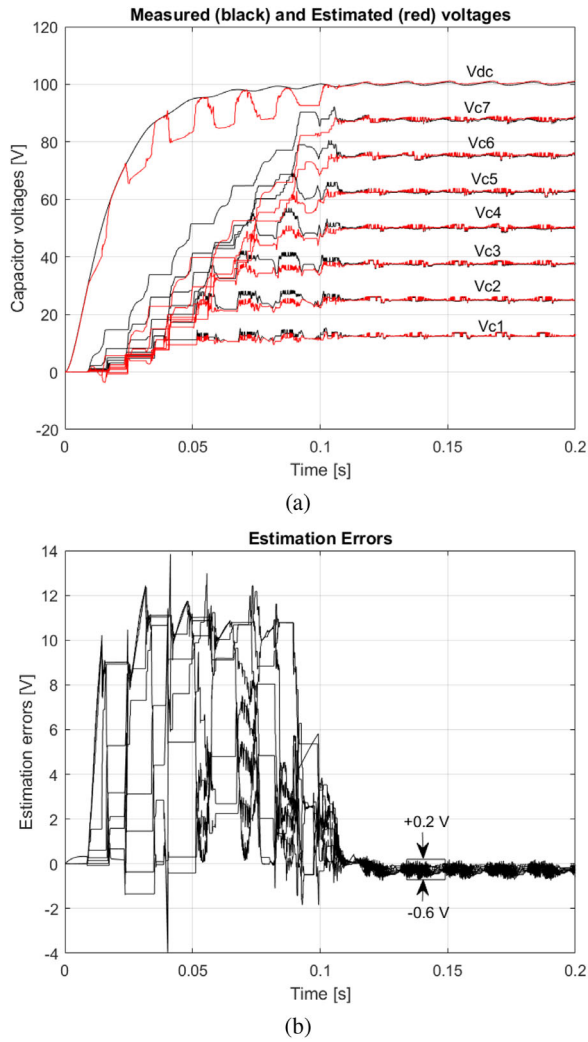 Measured (black) and Estimated (red) voltages
120
100
80
60
40
20
0
-20
Capacitor voltages [V]
Vdc
Vc7
Vc6
Vc5
Vc4
Vc3
Vc2
Vc1
0
0.05
0.1
0.15
0.2
Time [s]
(a)
Estimation Errors
14
12
10
8
6
4
2
0
-2
-4
Estimation errors [V]
+0.2 V
-0.6 V
0
0.05
0.1
0.15
0.2
Time [s]
(b)